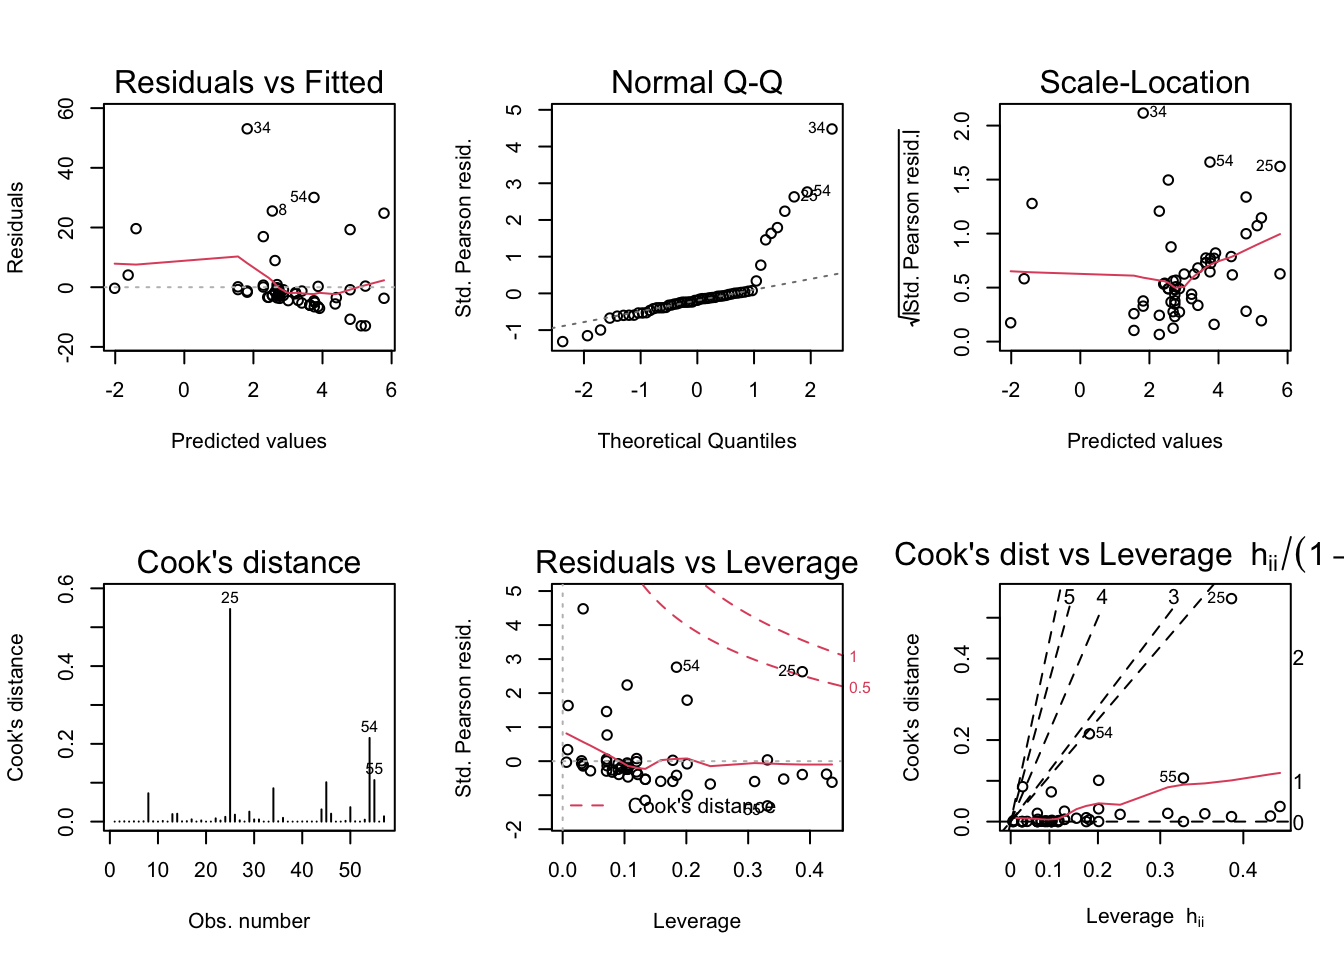 Residuals vs Fitted
Residuals
60
40
20
0
-20
34
54
8
-2 0 2 4 6
Predicted values
Normal Q-Q
Std. Pearson resid.
5
4
3
2
1
0
-1
34
54
25
-2 -1 0 1 2
Theoretical Quantiles
Scale-Location
√|Std. Pearson resid.|
2.0
1.5
1.0
0.5
0.0
34
54
25
-2 0 2 4 6
Predicted values
Cook's distance
Cook's distance
0.6
0.4
0.2
0.0
25
54
55
0 10 20 30 40 50
Obs. number
Residuals vs Leverage
Std. Pearson resid.
5
4
3
2
1
0
-2
54
25
55
1
0.5
Cook's distance
0.0 0.1 0.2 0.3 0.4
Leverage
Cook's dist vs Leverage hii/(1 −
Cook's distance
0.4
0.2
0.0
5 4 3
25
54
55
2
1
0
0 0.1 0.2 0.3 0.4
Leverage hii